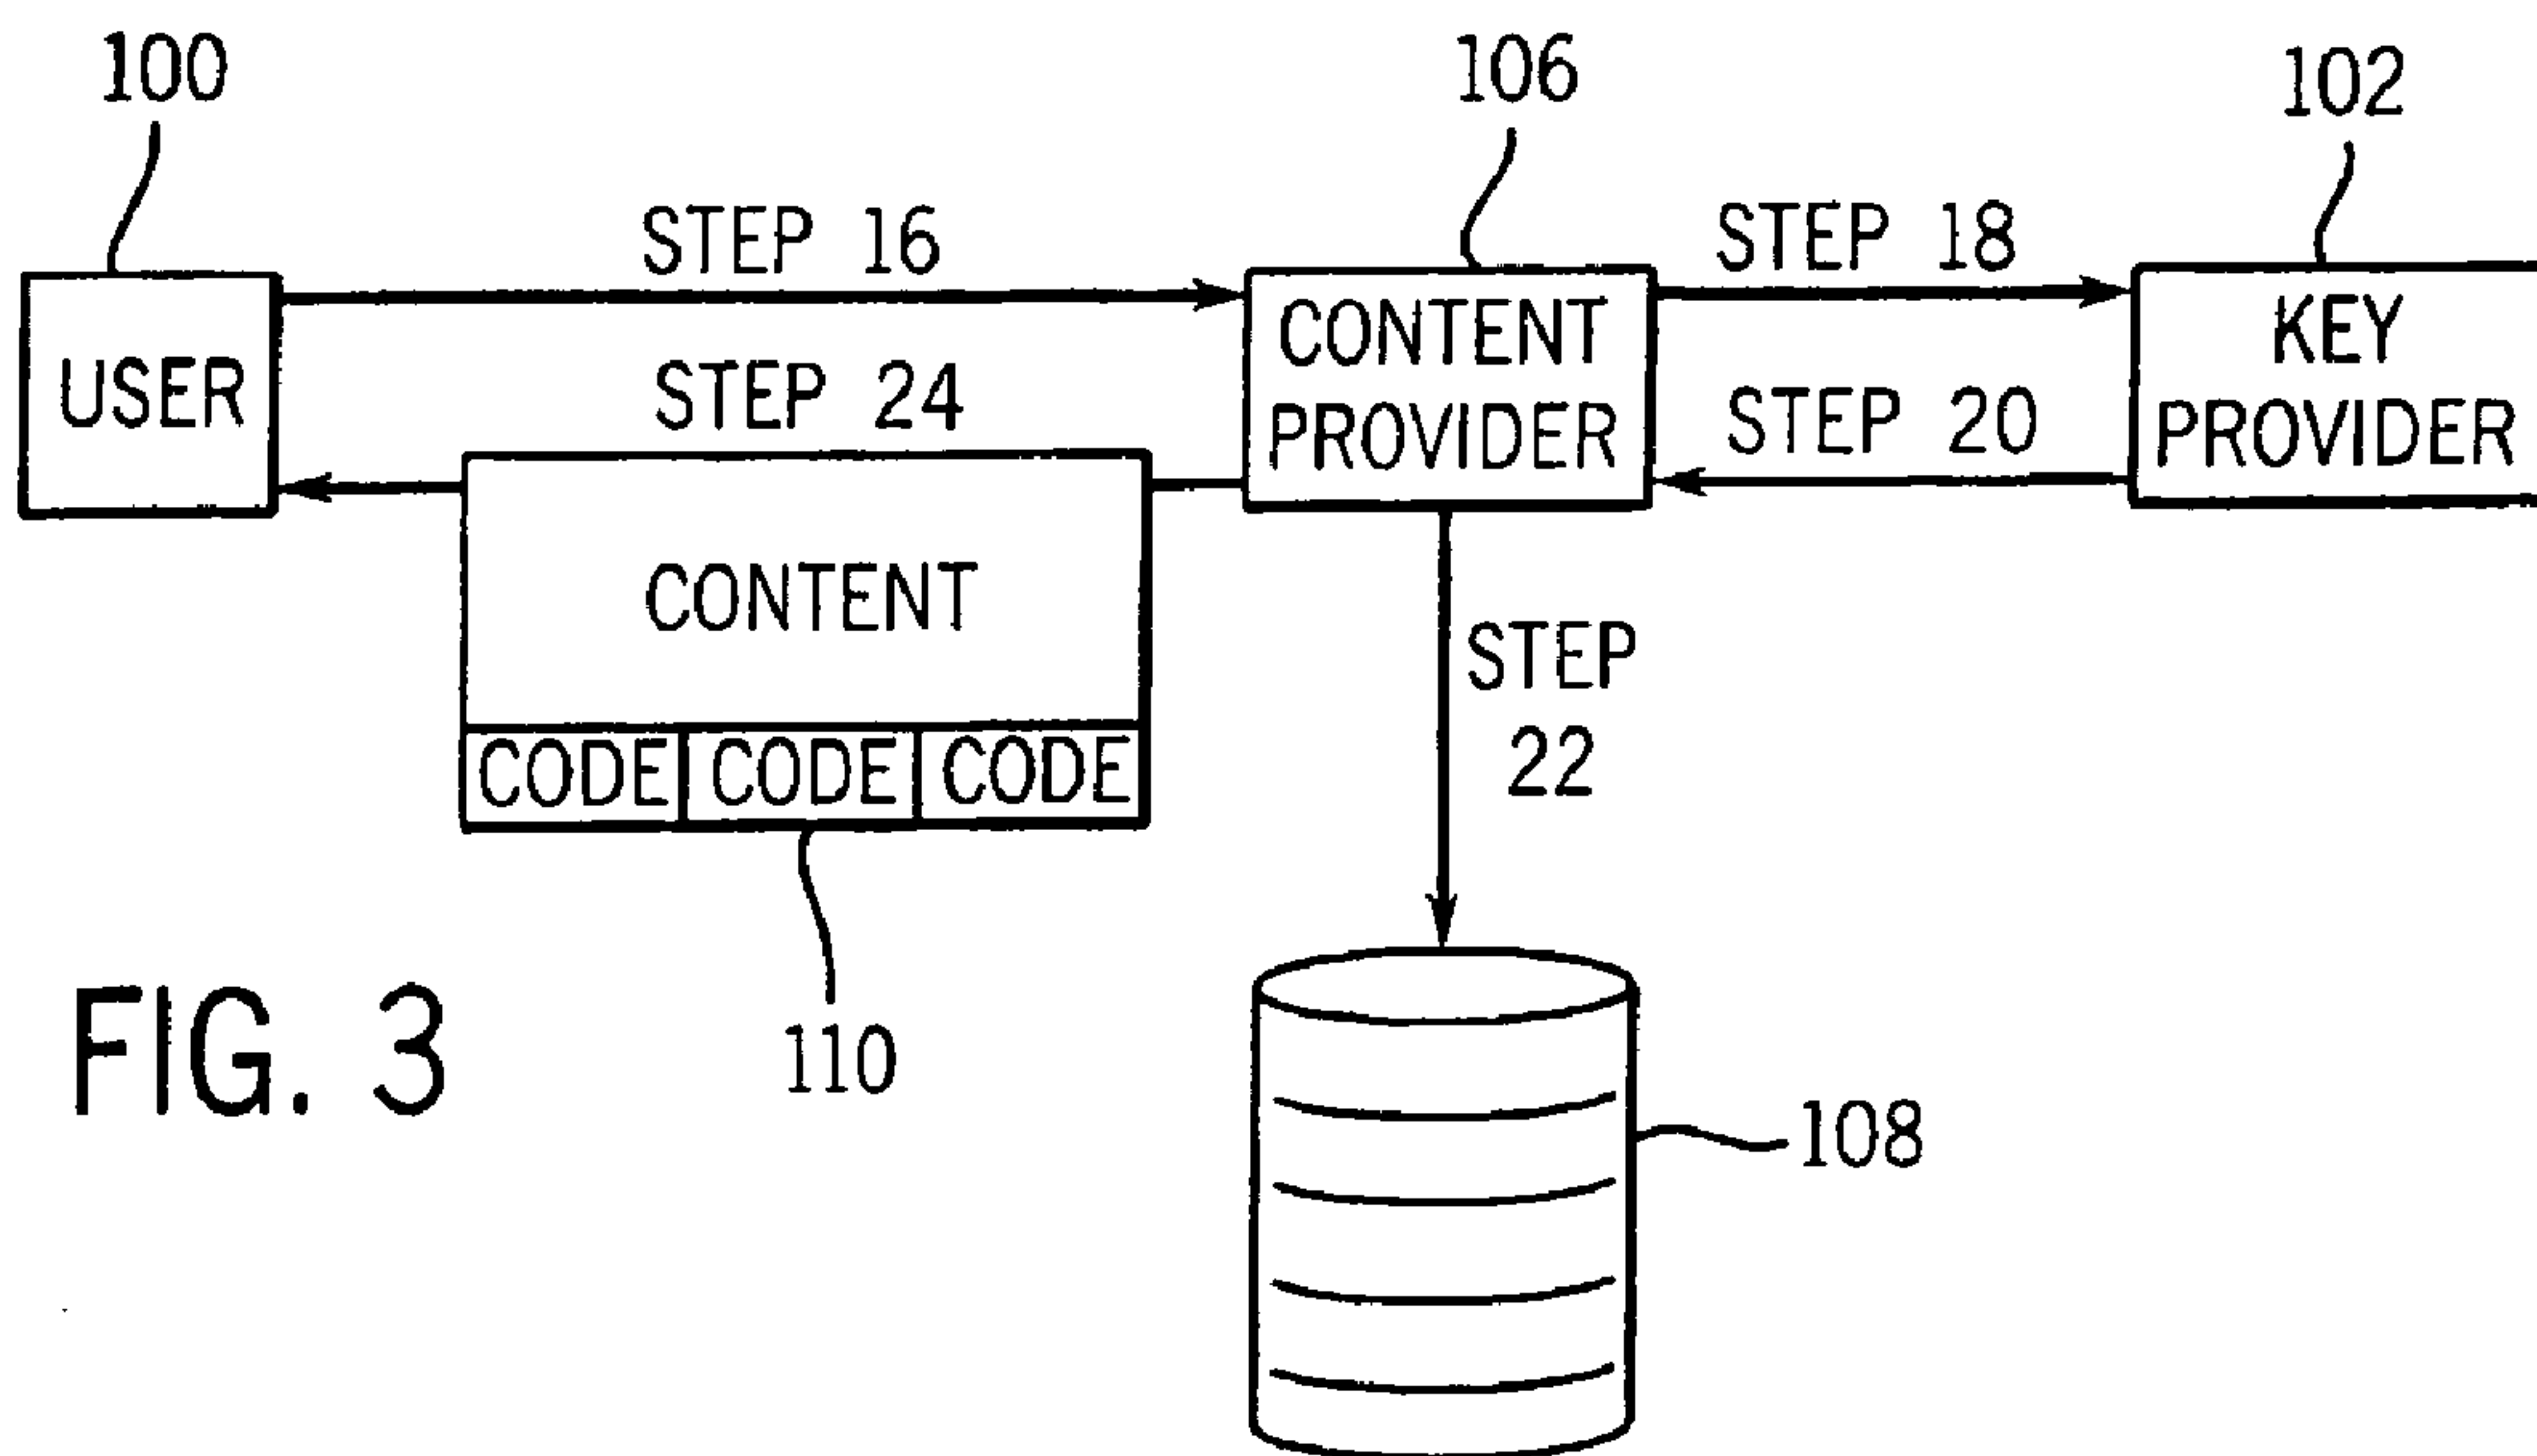 100
106
102
STEP 16
STEP 18
USER
CONTENT
PROVIDER
KEY
PROVIDER
STEP 24
STEP 20
CONTENT
CODE CODE CODE
STEP
22
110
108
FIG. 3